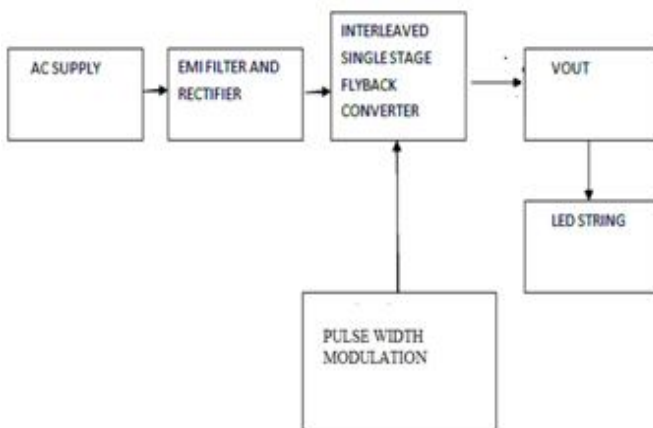 AC SUPPLY
EMI FILTER AND
RECTIFIER
INTERLEAVED
SINGLE STAGE
FLYBACK
CONVERTER
VOUT
LED STRING
PULSE WIDTH
MODULATION